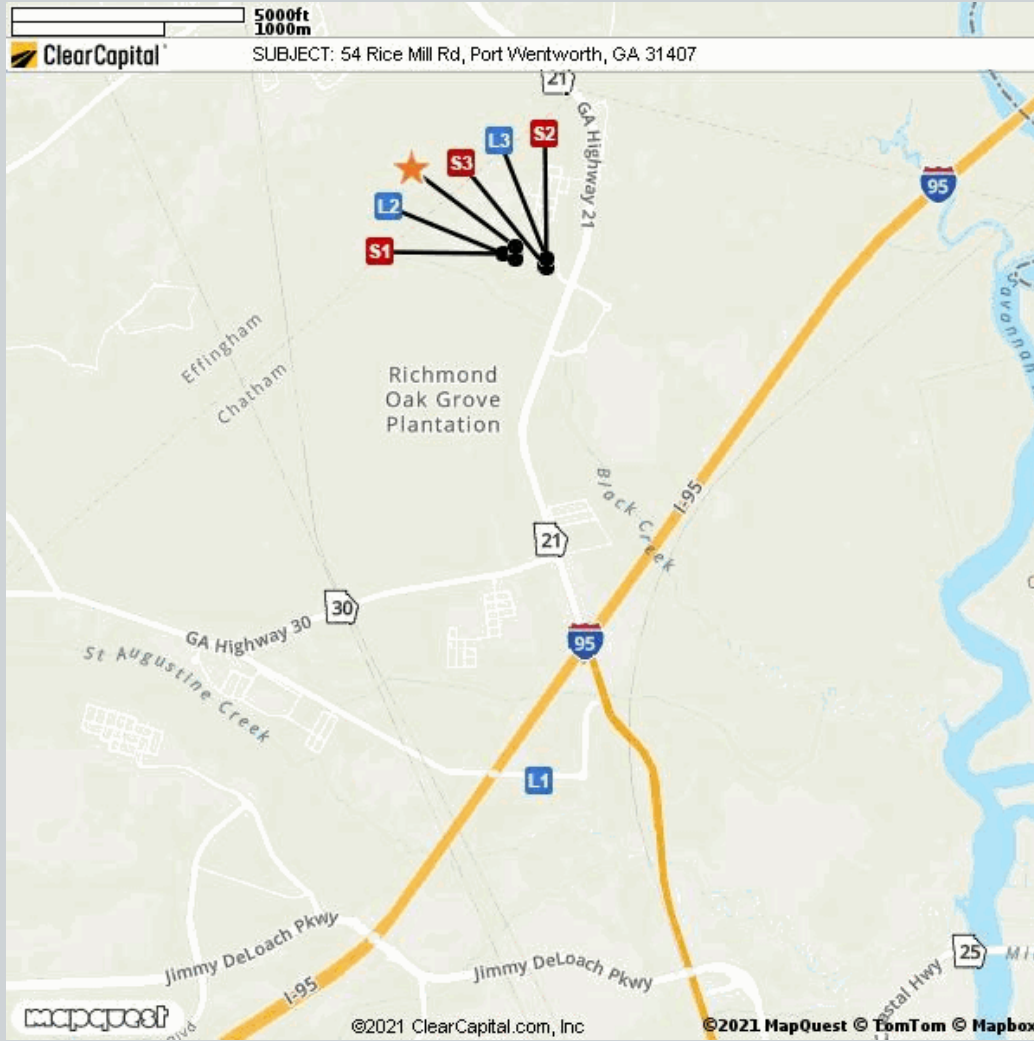 5000ft
1000m
ClearCapital
SUBJECT: 54 Rice Mill Rd, Port Wentworth, GA 31407
21
GA Highway 21
L3
S2
S3
L2
S1
95
Savannah
Effingham
Chatham
Richmond
Oak Grove
Plantation
Black Creek
I-95
21
30
GA Highway 30
95
St Augustine Creek
L1
Jimmy DeLoach Pkwy
Jimmy DeLoach Pkwy
25
I-95
mapquest
©2021 ClearCapital.com, Inc
©2021 MapQuest © TomTom © Mapbox